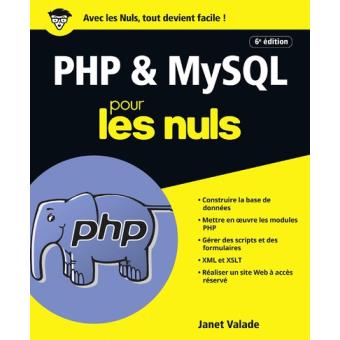 Avec les Nuls, tout devient facile !
6e édition
PHP & MySQL
pour
les nuls
php
• Construire la base de
données
• Mettre en œuvre les modules
PHP
• Gérer des scripts et des
formulaires
• XML et XSLT
• Réaliser un site Web à accès
réservé
Janet Valade